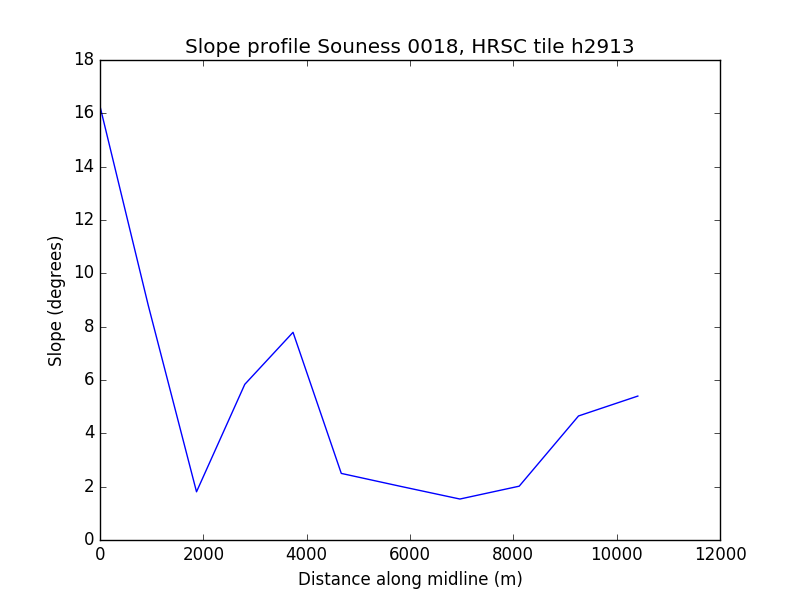 Slope profile Souness 0018, HRSC tile h2913
18
16
14
12
10
8
6
4
2
0
Slope (degrees)
0 2000 4000 6000 8000 10000 12000
Distance along midline (m)